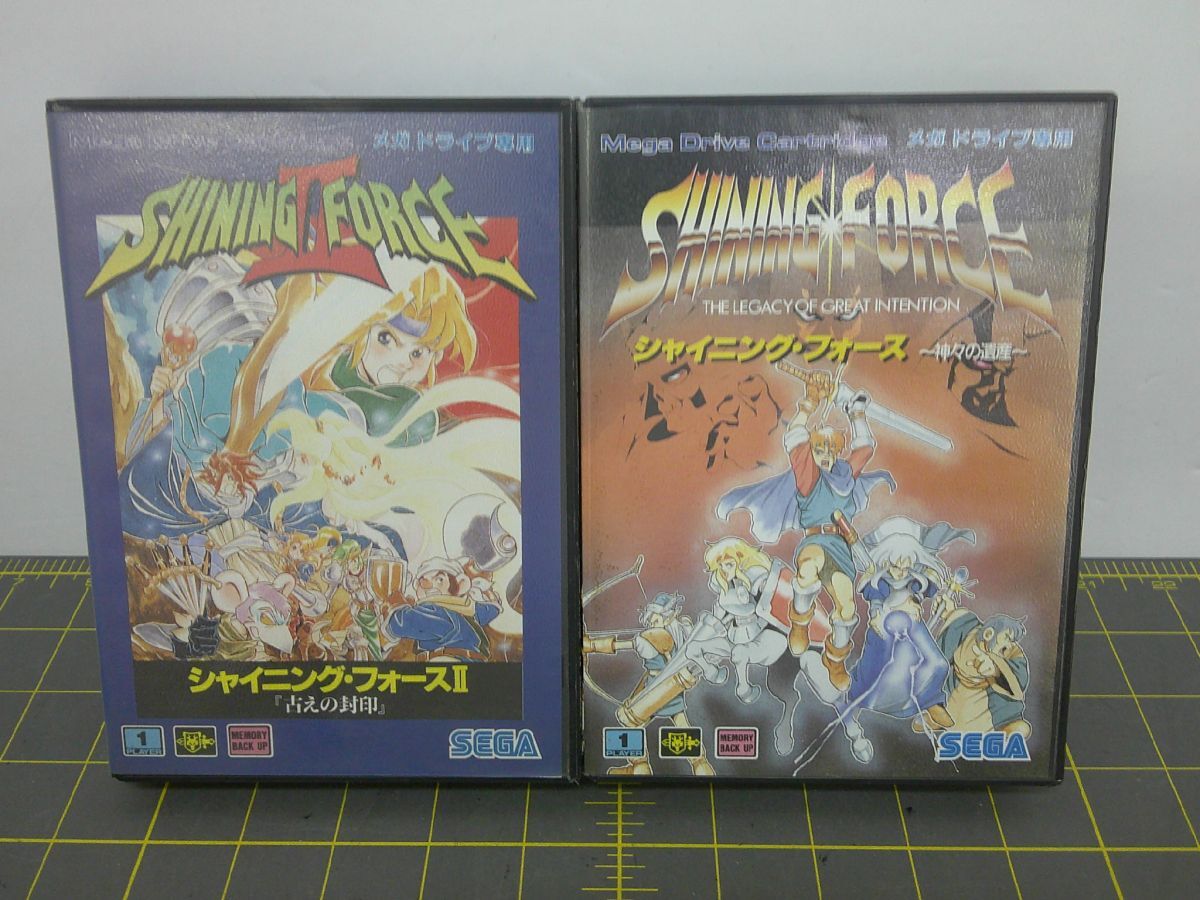 メガドライブ専用
SHINING FORCE
II
シャイニング・フォースII
『古えの封印』
1
PLAYER
MEMORY
BACK UP
SEGA
Mega Drive Cartridge メガドライブ専用
SHINING FORCE
THE LEGACY OF GREAT INTENTION
シャイニング・フォース ～神々の遺産～
1
PLAYER
MEMORY
BACK UP
SEGA
22